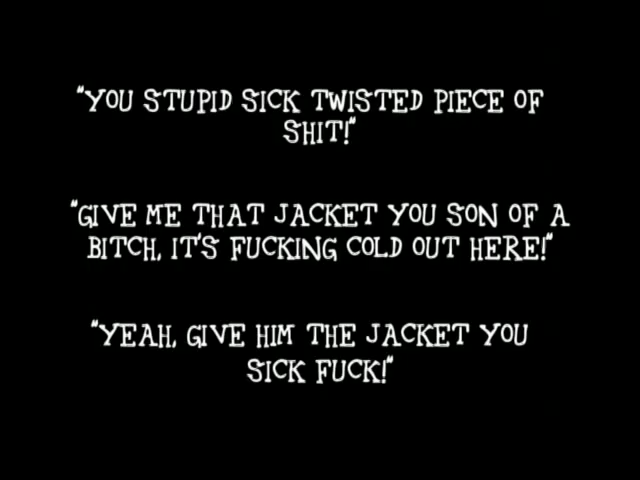 "YOU STUPID SICK TWISTED PIECE OF
SHIT!"
"GIVE ME THAT JACKET YOU SON OF A
BITCH, IT'S FUCKING COLD OUT HERE!"
"YEAH, GIVE HIM THE JACKET YOU
SICK FUCK!"